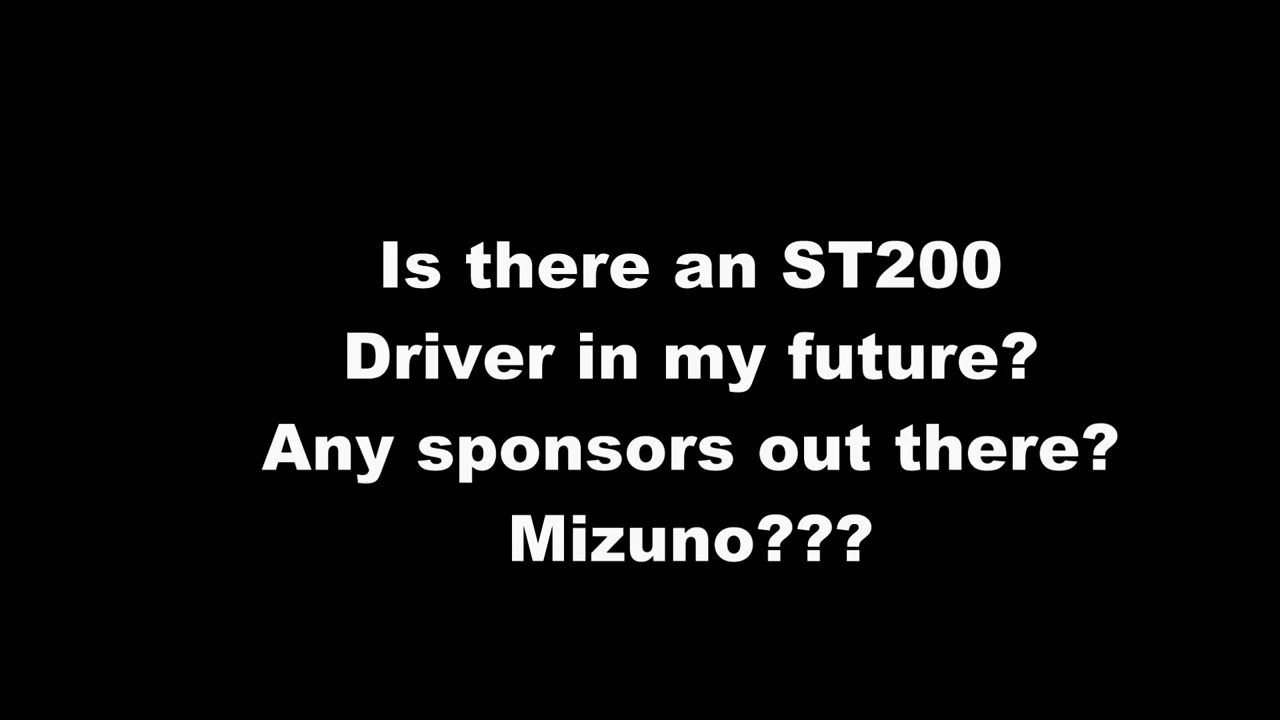 Is there an ST200
Driver in my future?
Any sponsors out there?
Mizuno???